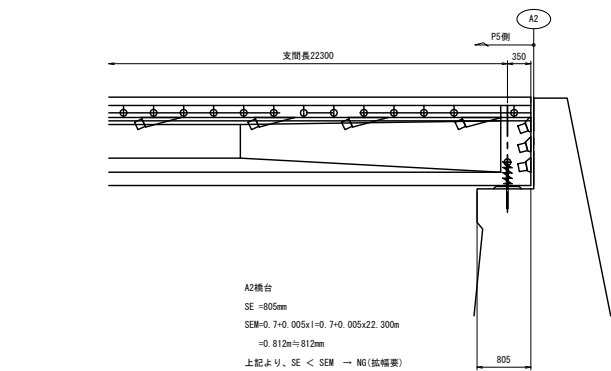 A2
P5側
支間長22300
350
A2橋台
SE =805mm
SEM=0.7+0.005xl=0.7+0.005x22.300m
=0.812m≒812mm
上記より、SE < SEM → NG(拡幅要)
805